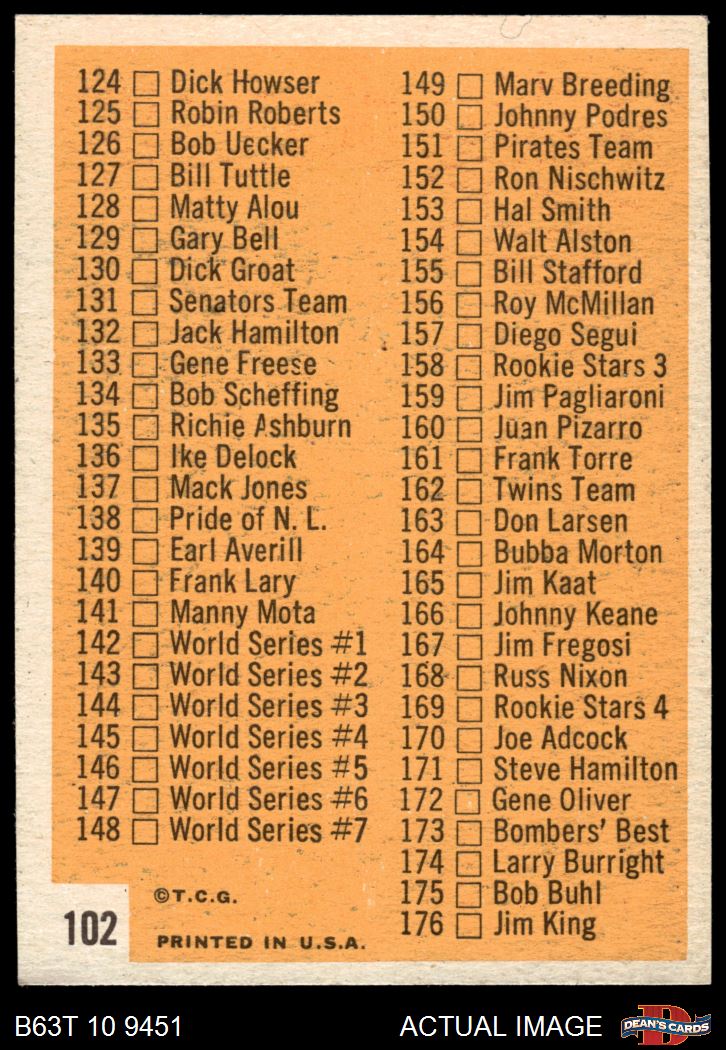 124 Dick Howser
125 Robin Roberts
126 Bob Uecker
127 Bill Tuttle
128 Matty Alou
129 Gary Bell
130 Dick Groat
131 Senators Team
132 Jack Hamilton
133 Gene Freese
134 Bob Scheffing
135 Richie Ashburn
136 Ike Delock
137 Mack Jones
138 Pride of N. L.
139 Earl Averill
140 Frank Lary
141 Manny Mota
142 World Series #1
143 World Series #2
144 World Series #3
145 World Series #4
146 World Series #5
147 World Series #6
148 World Series #7
149 Marv Breeding
150 Johnny Podres
151 Pirates Team
152 Ron Nischwitz
153 Hal Smith
154 Walt Alston
155 Bill Stafford
156 Roy McMillan
157 Diego Segui
158 Rookie Stars 3
159 Jim Pagliaroni
160 Juan Pizarro
161 Frank Torre
162 Twins Team
163 Don Larsen
164 Bubba Morton
165 Jim Kaat
166 Johnny Keane
167 Jim Fregosi
168 Russ Nixon
169 Rookie Stars 4
170 Joe Adcock
171 Steve Hamilton
172 Gene Oliver
173 Bombers' Best
174 Larry Burright
175 Bob Buhl
176 Jim King
©T.C.G.
102
PRINTED IN U.S.A.
B63T 10 9451
ACTUAL IMAGE
D
DEAN'S CARDS